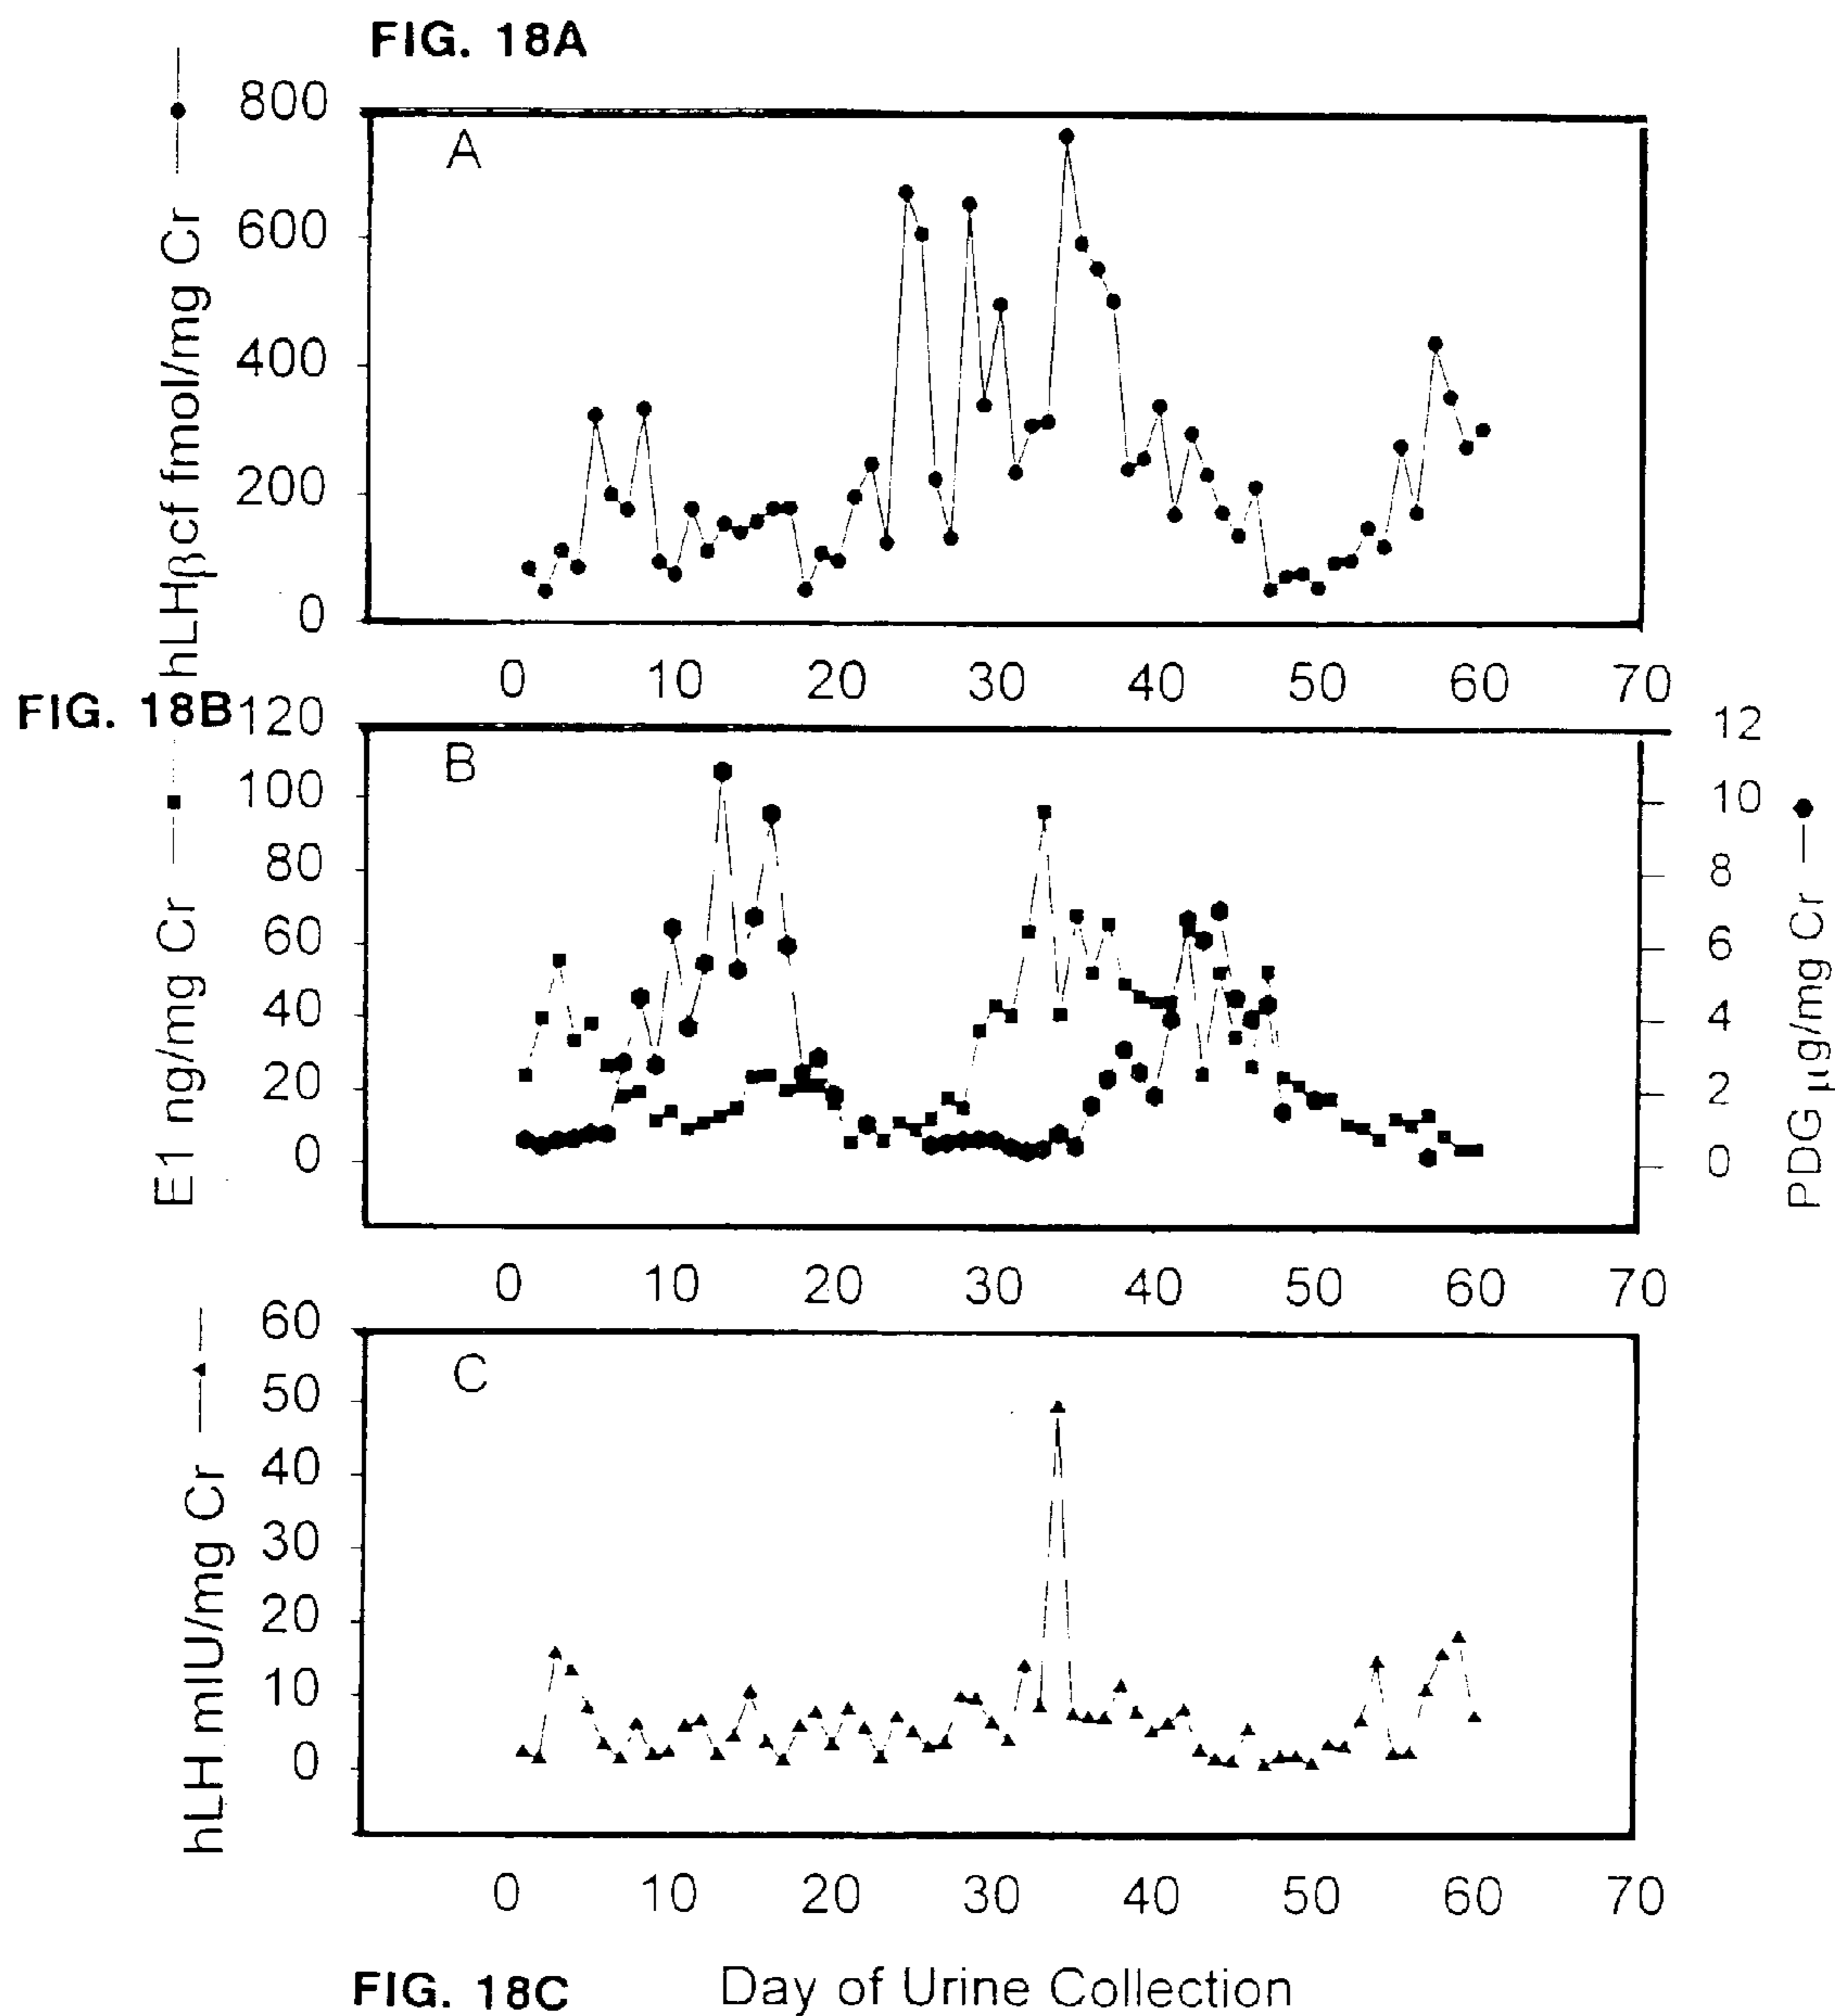 FIG. 18A
hLHβcf fmol/mg Cr
800
600
400
200
0
A
0 10 20 30 40 50 60 70
FIG. 18B
E1 ng/mg Cr
120
100
80
60
40
20
0
B
12
10
8
6
4
2
0
PDG μg/mg Cr
0 10 20 30 40 50 60 70
hLH mIU/mg Cr
60
50
40
30
20
10
0
C
0 10 20 30 40 50 60 70
FIG. 18C
Day of Urine Collection